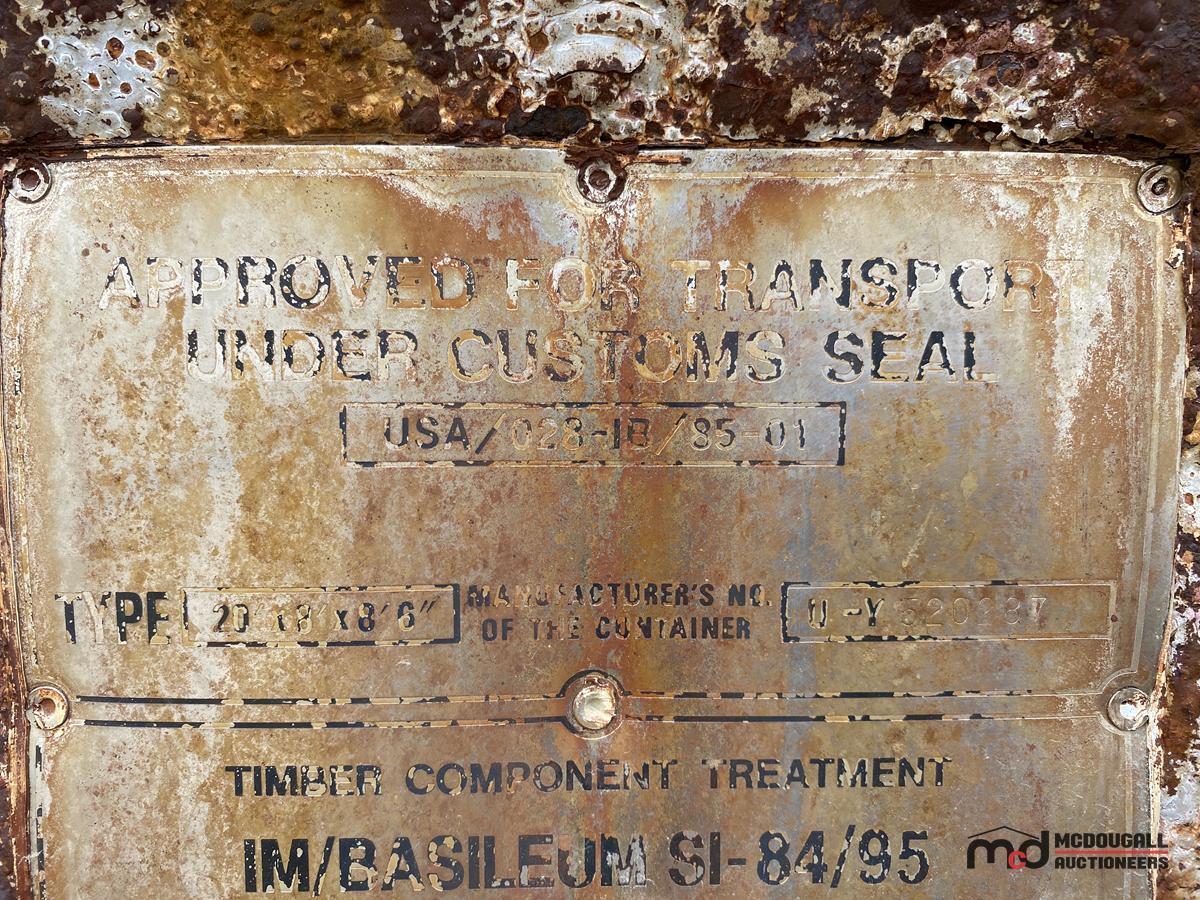 APPROVED FOR TRANSPORT
UNDER CUSTOMS SEAL
USA/028-IB/85-01
TYPE 20'x8'x8'6" MANUFACTURER'S NO.
OF THE CONTAINER
TIMBER COMPONENT TREATMENT
IM/BASILEUM SI-84/95
mcd MCDOUGALL
AUCTIONEERS